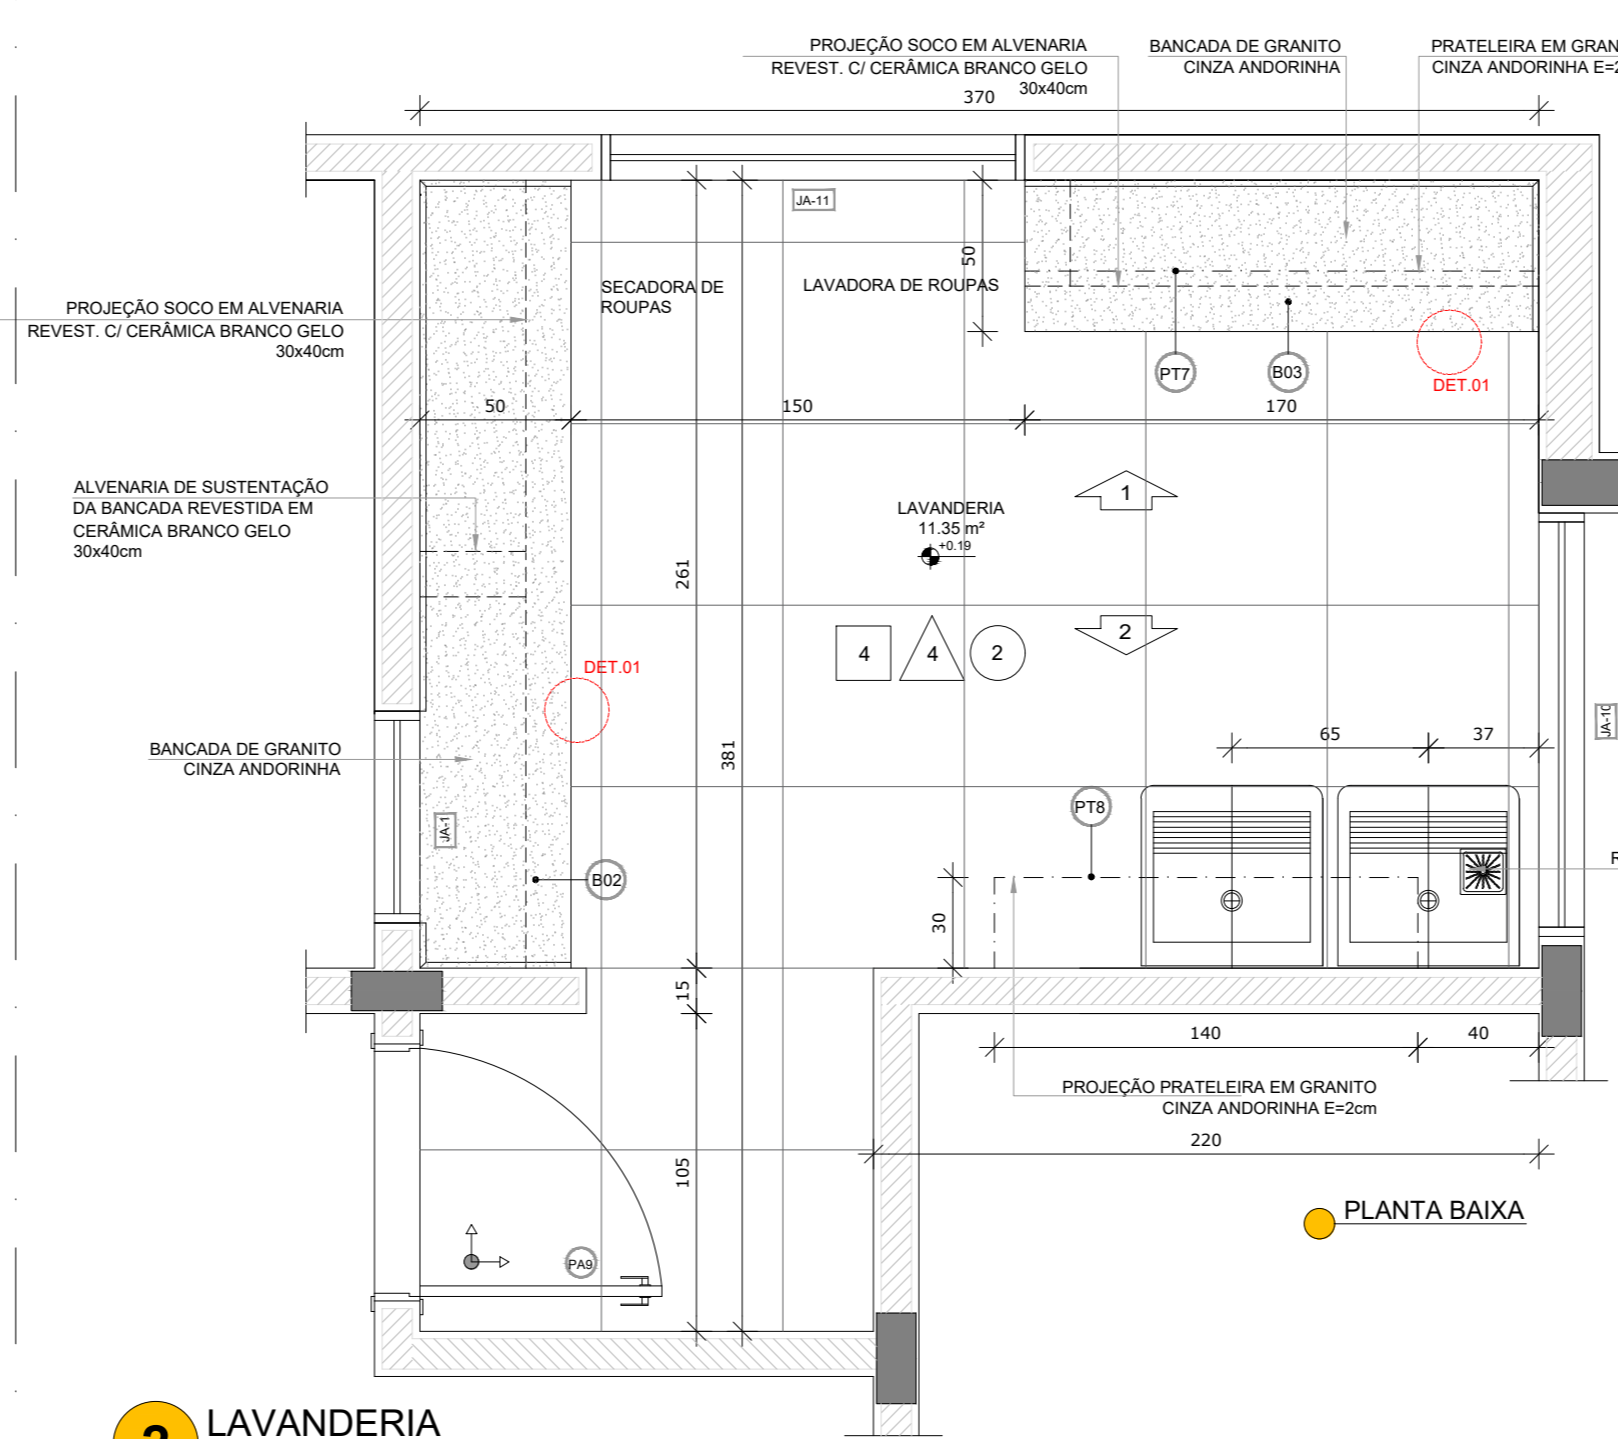 PROJEÇÃO SOCO EM ALVENARIA
REVEST. C/ CERÂMICA BRANCO GELO
30x40cm
BANCADA DE GRANITO
CINZA ANDORINHA
PRATELEIRA EM GRAN
CINZA ANDORINHA E=2
370
JA-11
50
SECADORA DE
ROUPAS
LAVADORA DE ROUPAS
PROJEÇÃO SOCO EM ALVENARIA
REVEST. C/ CERÂMICA BRANCO GELO
30x40cm
PT7
B03
DET.01
50
150
170
ALVENARIA DE SUSTENTAÇÃO
DA BANCADA REVESTIDA EM
CERÂMICA BRANCO GELO
30x40cm
1
LAVANDERIA
11.35 m²
+0.19
261
4
4
2
2
DET.01
381
65
37
JA-10
BANCADA DE GRANITO
CINZA ANDORINHA
JA-1
PT8
B02
R
30
15
140
40
PROJEÇÃO PRATELEIRA EM GRANITO
CINZA ANDORINHA E=2cm
220
105
PLANTA BAIXA
PA9
LAVANDERIA